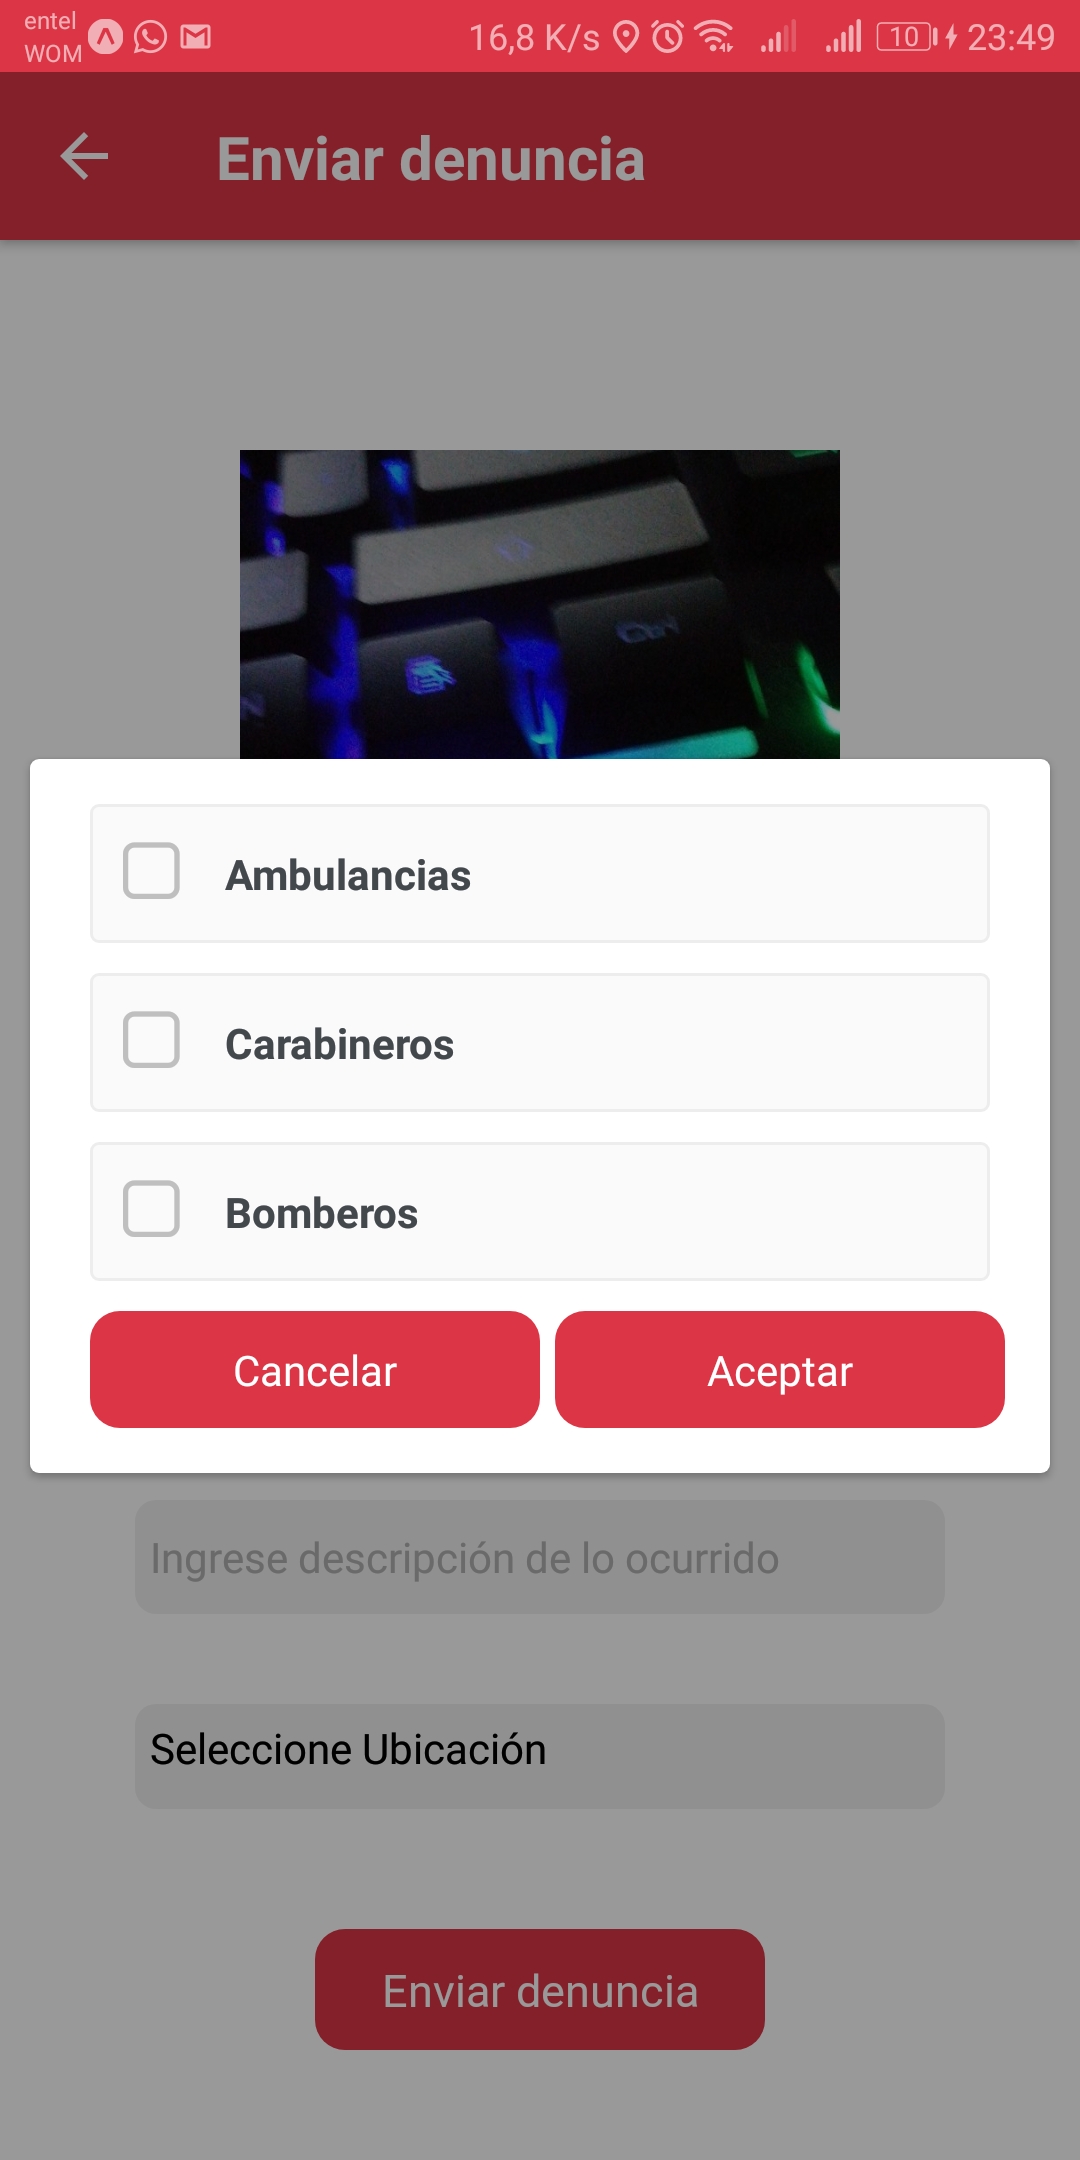 entel
WOM
16,8 K/s
10
23:49
Enviar denuncia
Ambulancias
Carabineros
Bomberos
Cancelar
Aceptar
Ingrese descripción de lo ocurrido
Seleccione Ubicación
Enviar denuncia